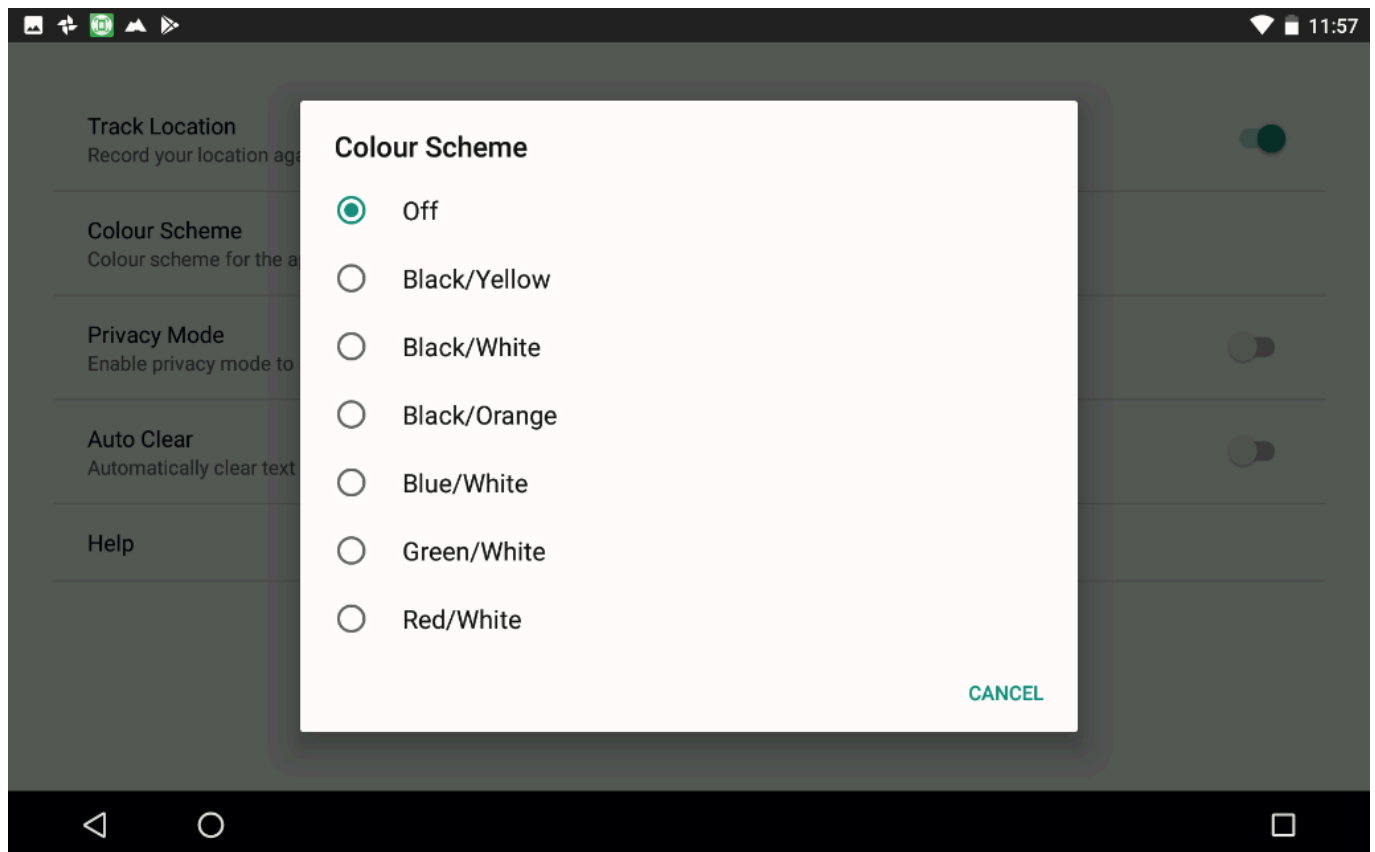 11:57
Track Location
Record your location aga
Colour Scheme
Colour scheme for the a
Privacy Mode
Enable privacy mode to
Auto Clear
Automatically clear text
Help
Colour Scheme
Off
Black/Yellow
Black/White
Black/Orange
Blue/White
Green/White
Red/White
CANCEL